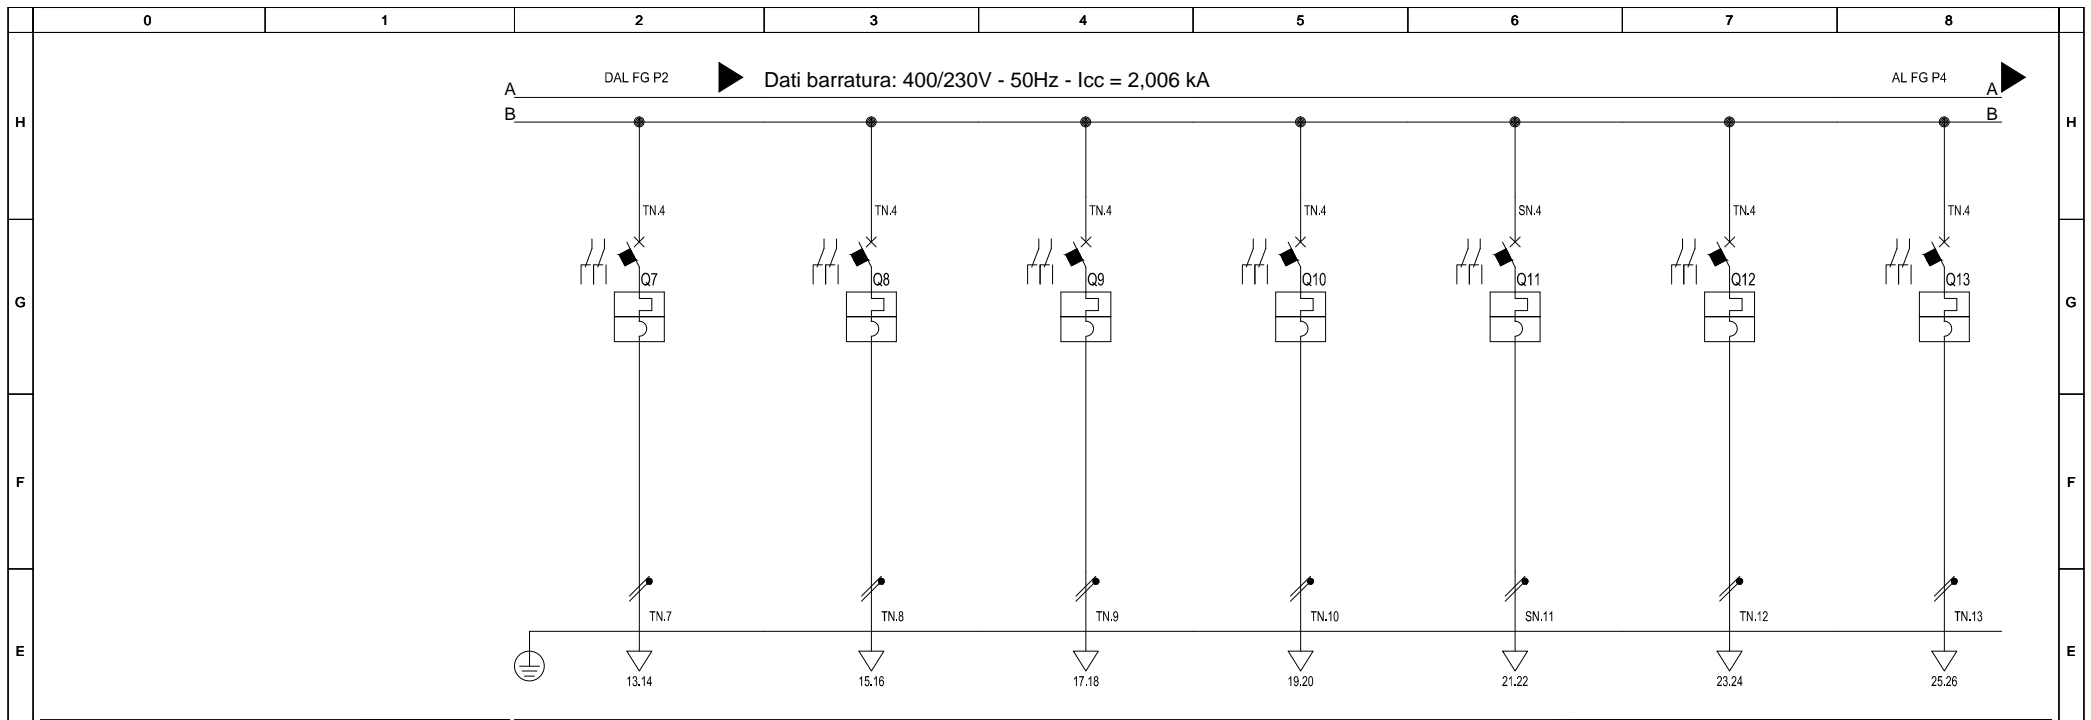 0 1 2 3 4 5 6 7 8
DAL FG P2 Dati barratura: 400/230V - 50Hz - Icc = 2,006 kA AL FG P4
A A
B B
H H
TN.4 TN.4 TN.4 TN.4 SN.4 TN.4 TN.4
Q7 Q8 Q9 Q10 Q11 Q12 Q13
G G
F F
TN.7 TN.8 TN.9 TN.10 SN.11 TN.12 TN.13
E E
13.14 15.16 17.18 19.20 21.22 23.24 25.26